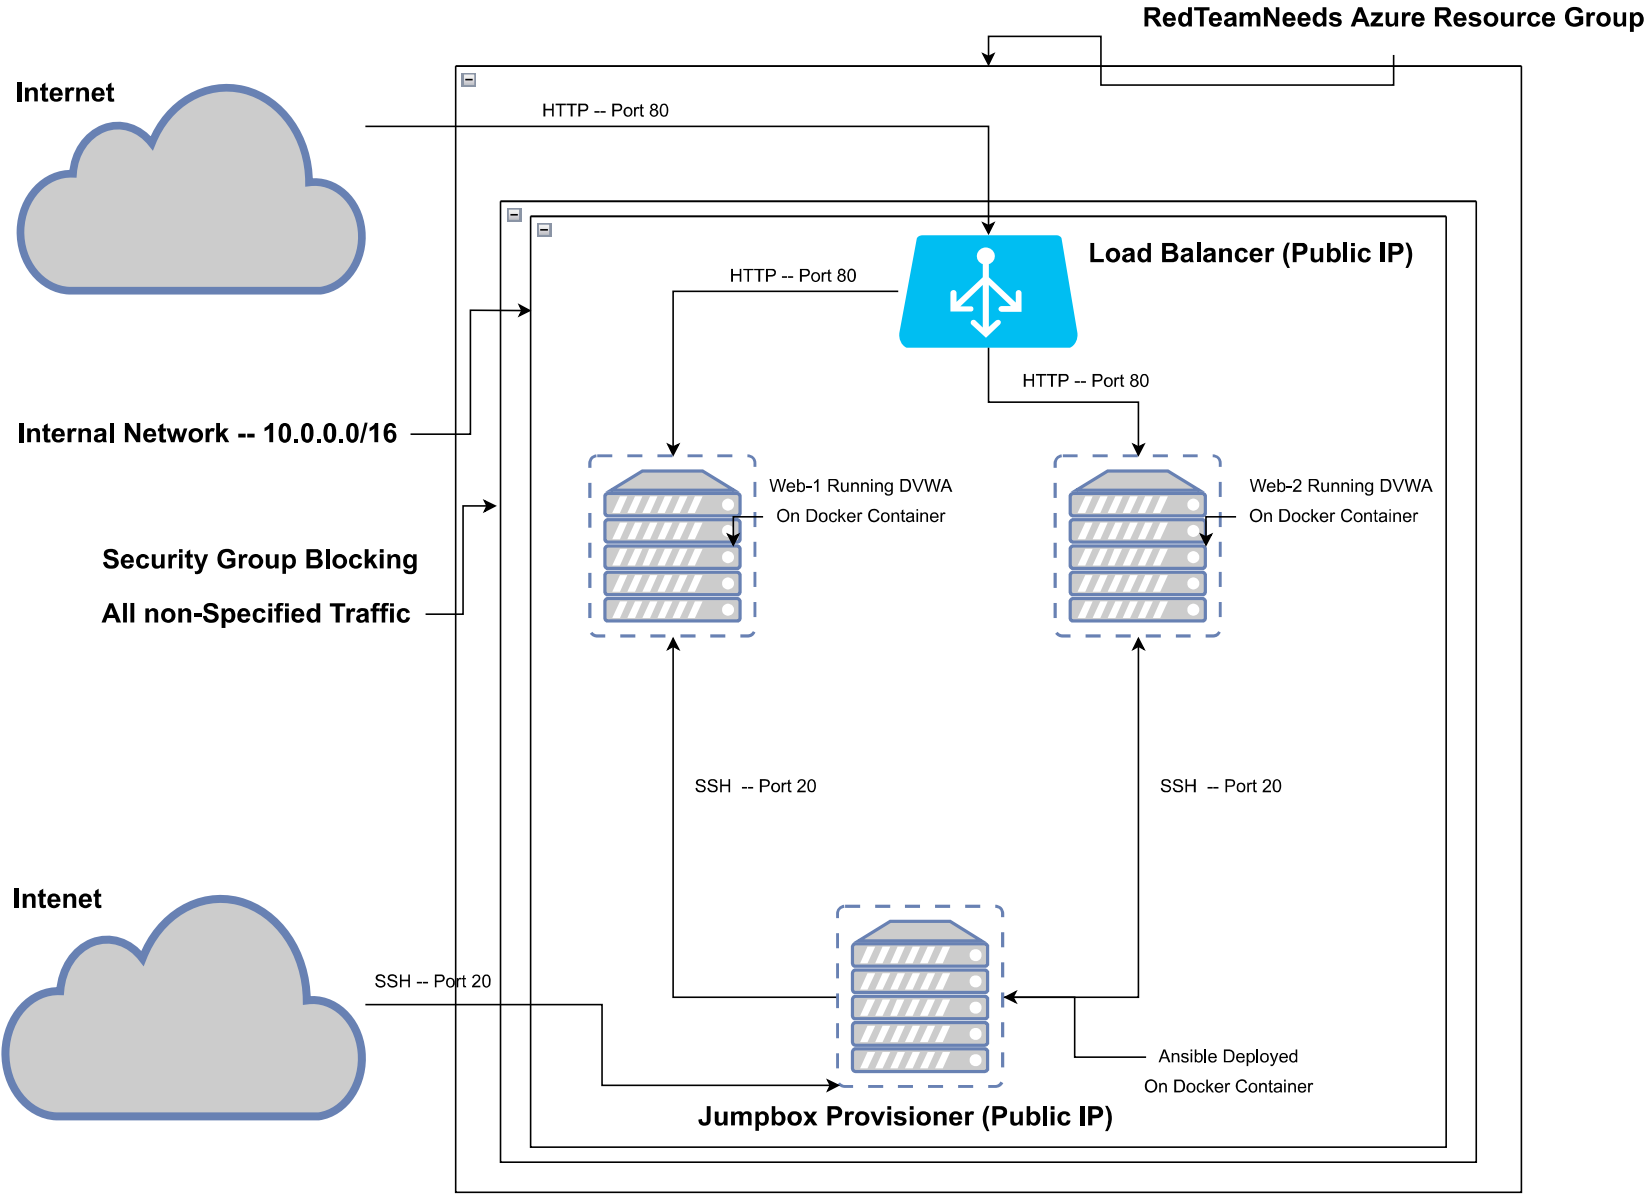 RedTeamNeeds Azure Resource Group
Internet
HTTP -- Port 80
Load Balancer (Public IP)
HTTP -- Port 80
HTTP -- Port 80
Internal Network -- 10.0.0.0/16
Web-1 Running DVWA
On Docker Container
Web-2 Running DVWA
On Docker Container
Security Group Blocking
All non-Specified Traffic
SSH -- Port 20
SSH -- Port 20
Intenet
SSH -- Port 20
Ansible Deployed
On Docker Container
Jumpbox Provisioner (Public IP)